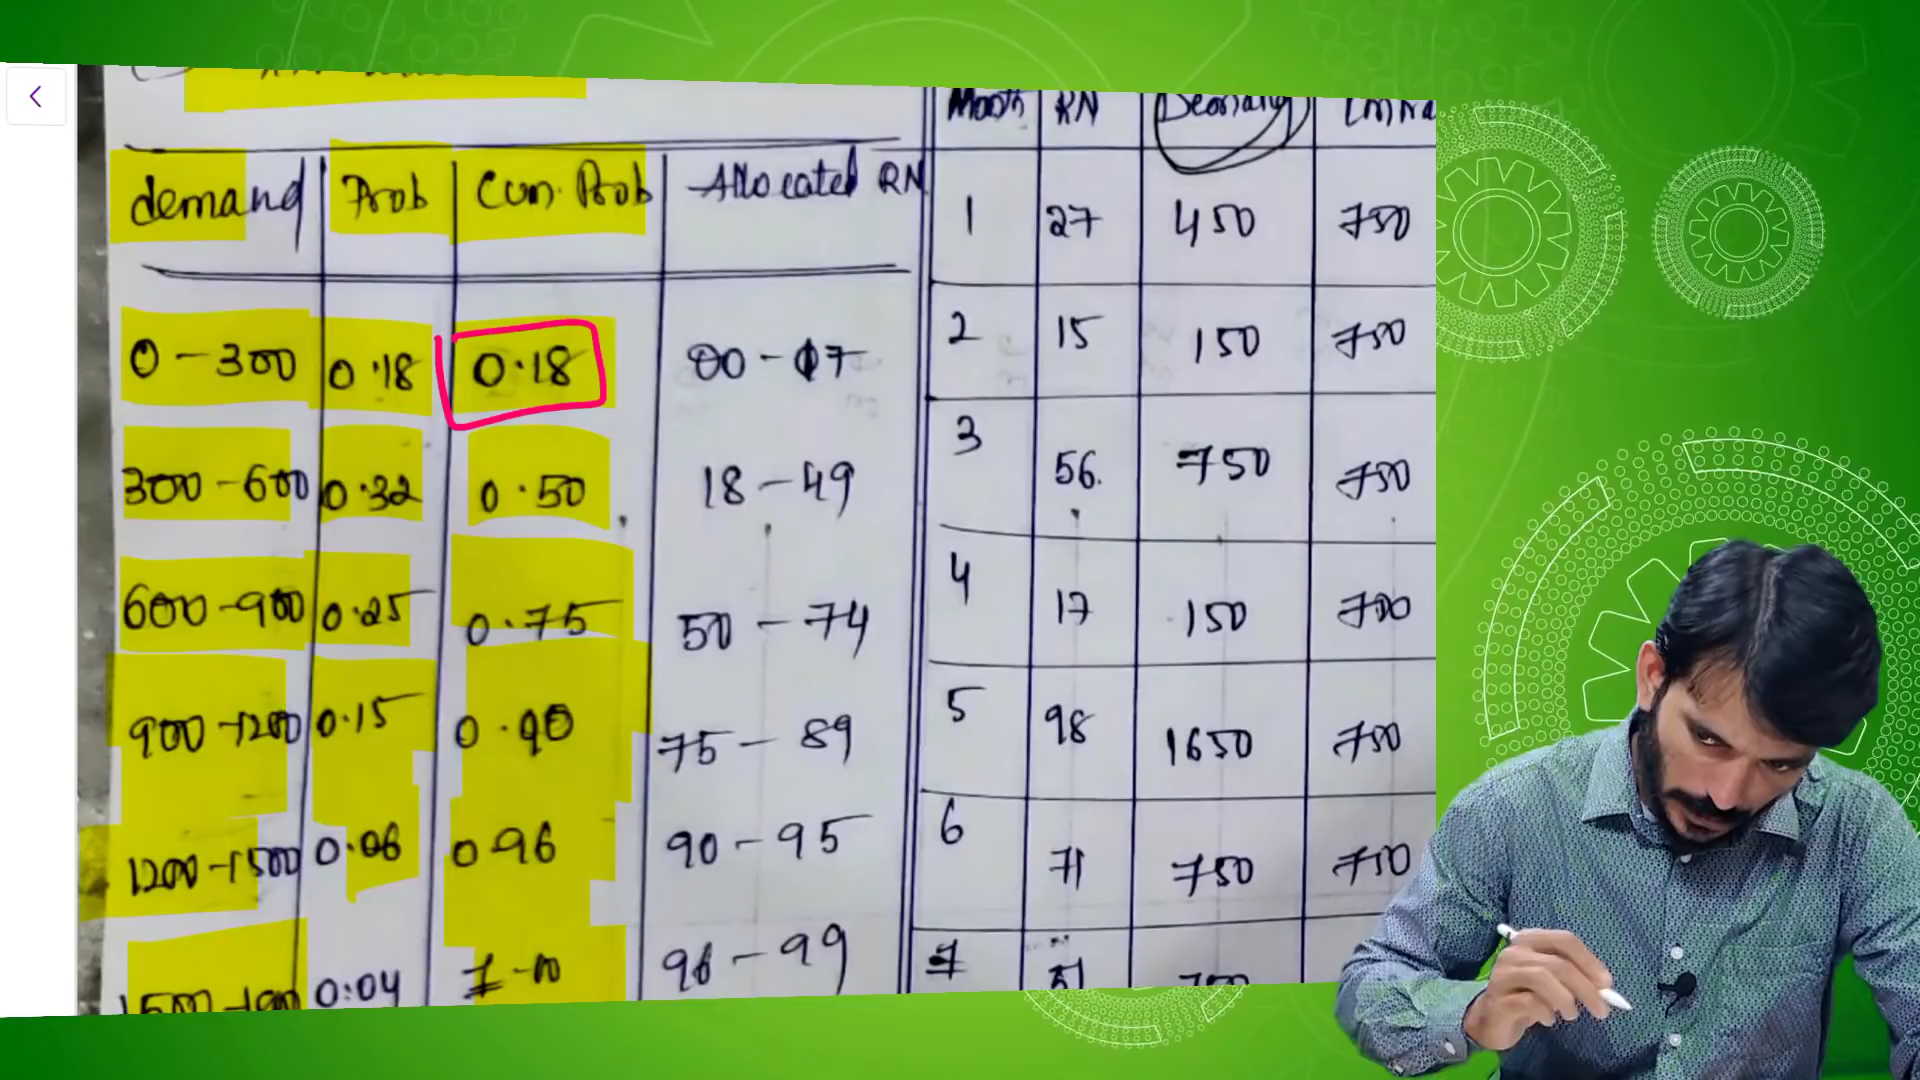 demand Prob Cum. Prob Allocated RN
0-300 0.18 0.18 00-17
300-600 0.32 0.50 18-49
600-900 0.25 0.75 50-74
900-1200 0.15 0.90 75-89
1200-1500 0.06 0.96 90-95
0.04 96-99
Month RN
1 27 450 750
2 15 150 750
3 56. 750 750
4 17 150 700
5 98 1650 750
6 71 750 750
7 51